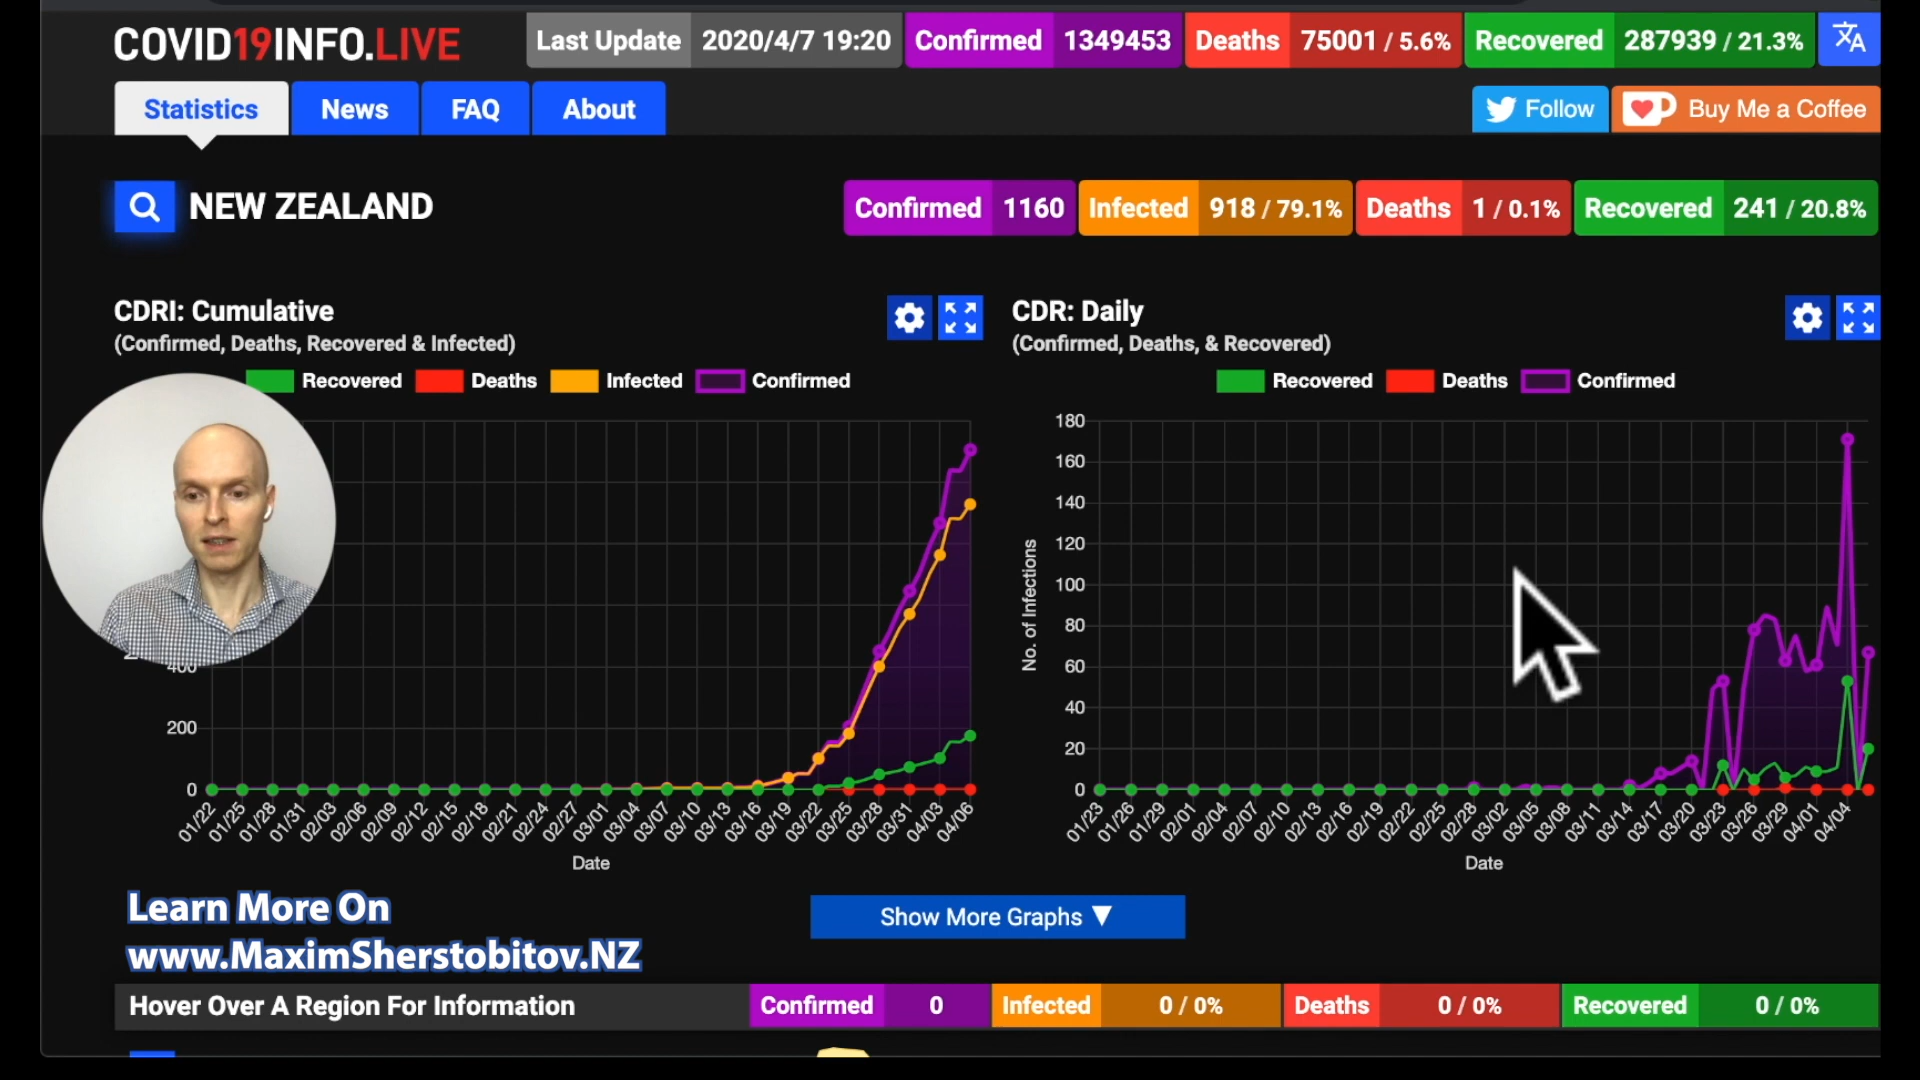 COVID19INFO.LIVE
Last Update 2020/4/7 19:20 Confirmed 1349453 Deaths 75001 / 5.6% Recovered 287939 / 21.3%
Statistics News FAQ About
Follow Buy Me a Coffee
NEW ZEALAND
Confirmed 1160 Infected 918 / 79.1% Deaths 1 / 0.1% Recovered 241 / 20.8%
CDRI: Cumulative
(Confirmed, Deaths, Recovered & Infected)
Recovered Deaths Infected Confirmed
400
200
0
01/22 01/25 01/28 01/31 02/03 02/06 02/09 02/12 02/15 02/18 02/21 02/24 02/27 03/01 03/04 03/07 03/10 03/13 03/16 03/19 03/22 03/25 03/28 03/31 04/03 04/06
Date
CDR: Daily
(Confirmed, Deaths, & Recovered)
Recovered Deaths Confirmed
No. of Infections
180
160
140
120
100
80
60
40
20
0
01/23 01/26 01/29 02/01 02/04 02/07 02/10 02/13 02/16 02/19 02/22 02/25 02/28 03/02 03/05 03/08 03/11 03/14 03/17 03/20 03/23 03/26 03/29 04/01 04/04
Date
Learn More On
www.MaximSherstobitov.NZ
Show More Graphs ▼
Hover Over A Region For Information Confirmed 0 Infected 0 / 0% Deaths 0 / 0% Recovered 0 / 0%